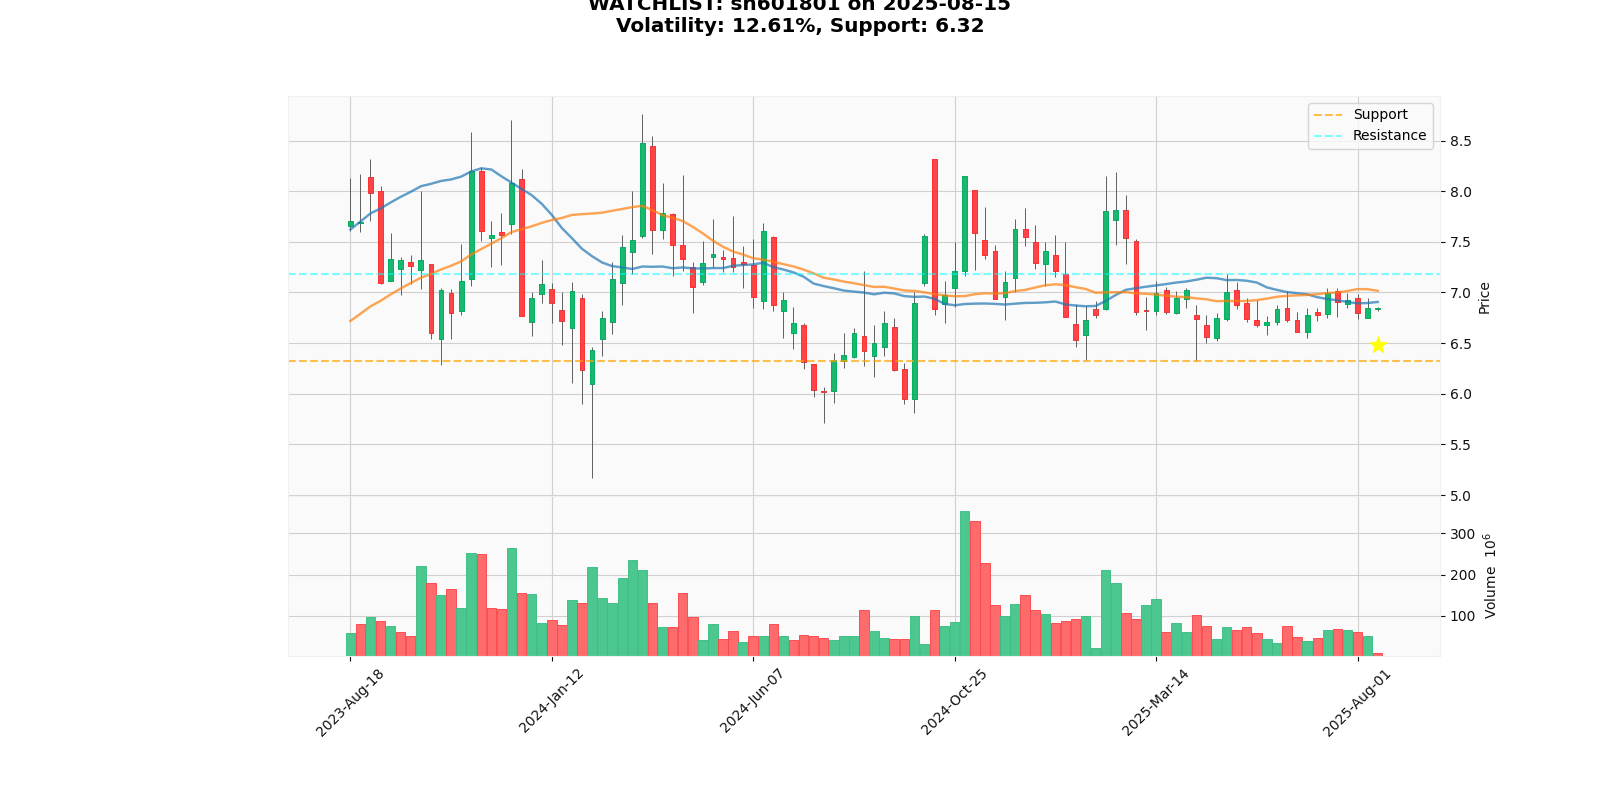 WATCHLIST: sh601801 on 2025-08-15
Volatility: 12.61%, Support: 6.32
Support
Resistance
8.5
8.0
7.5
7.0
6.5
6.0
5.5
5.0
Price
300
200
100
Volume 10⁶
2023-Aug-18
2024-Jan-12
2024-Jun-07
2024-Oct-25
2025-Mar-14
2025-Aug-01